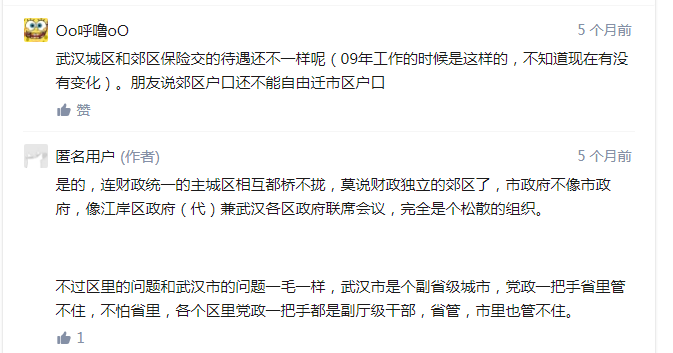 Oo呼噜oO
5 个月前
武汉城区和郊区保险交的待遇还不一样呢（09年工作的时候是这样的，不知道现在有没
有变化）。朋友说郊区户口还不能自由迁市区户口
赞
匿名用户 (作者)
5 个月前
是的，连财政统一的主城区相互都桥不拢，莫说财政独立的郊区了，市政府不像市政
府，像江岸区政府（代）兼武汉各区政府联席会议，完全是个松散的组织。
不过区里的问题和武汉市的问题一毛一样，武汉市是个副省级城市，党政一把手省里管
不住，不怕省里，各个区里党政一把手都是副厅级干部，省管，市里也管不住。
1